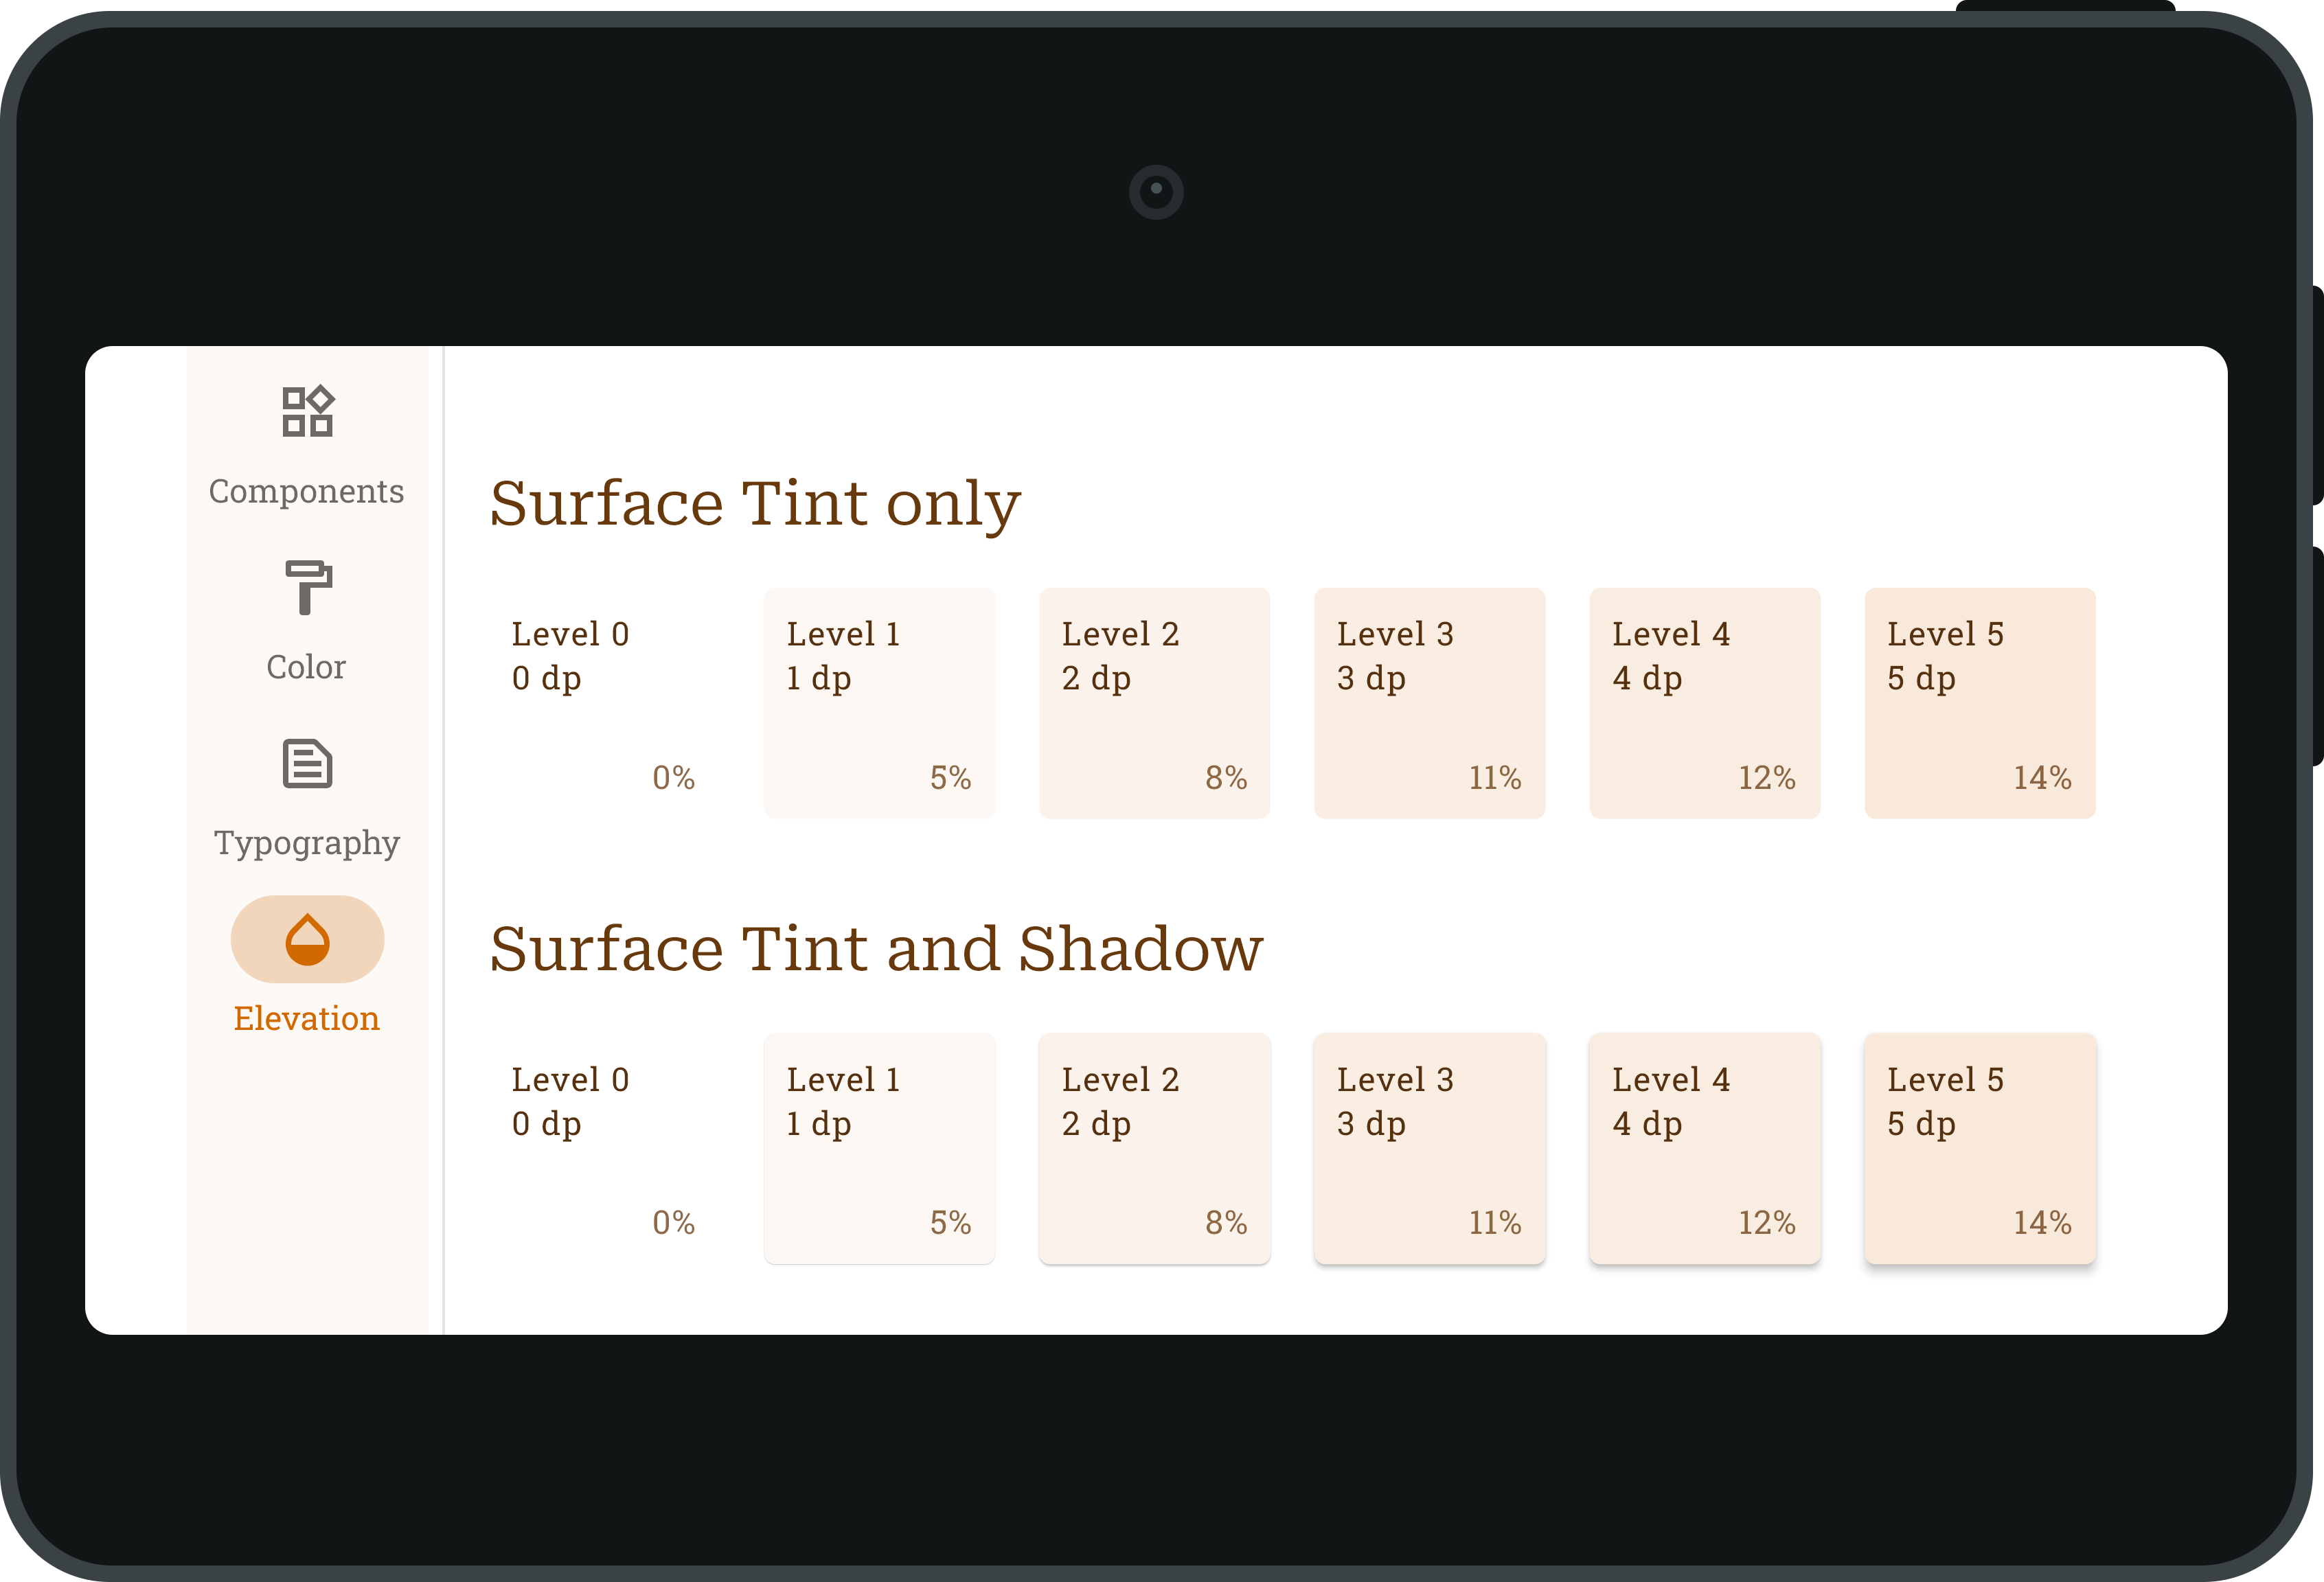 Components
Color
Typography
Elevation
Surface Tint only
Level 0
0 dp
0%
Level 1
1 dp
5%
Level 2
2 dp
8%
Level 3
3 dp
11%
Level 4
4 dp
12%
Level 5
5 dp
14%
Surface Tint and Shadow
Level 0
0 dp
0%
Level 1
1 dp
5%
Level 2
2 dp
8%
Level 3
3 dp
11%
Level 4
4 dp
12%
Level 5
5 dp
14%